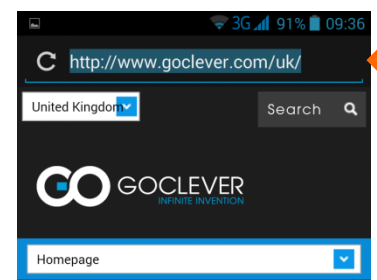 3G 91% 09:36
http://www.goclever.com/uk/
United Kingdom
Search
GOCLEVER
INFINITE INVENTION
Homepage